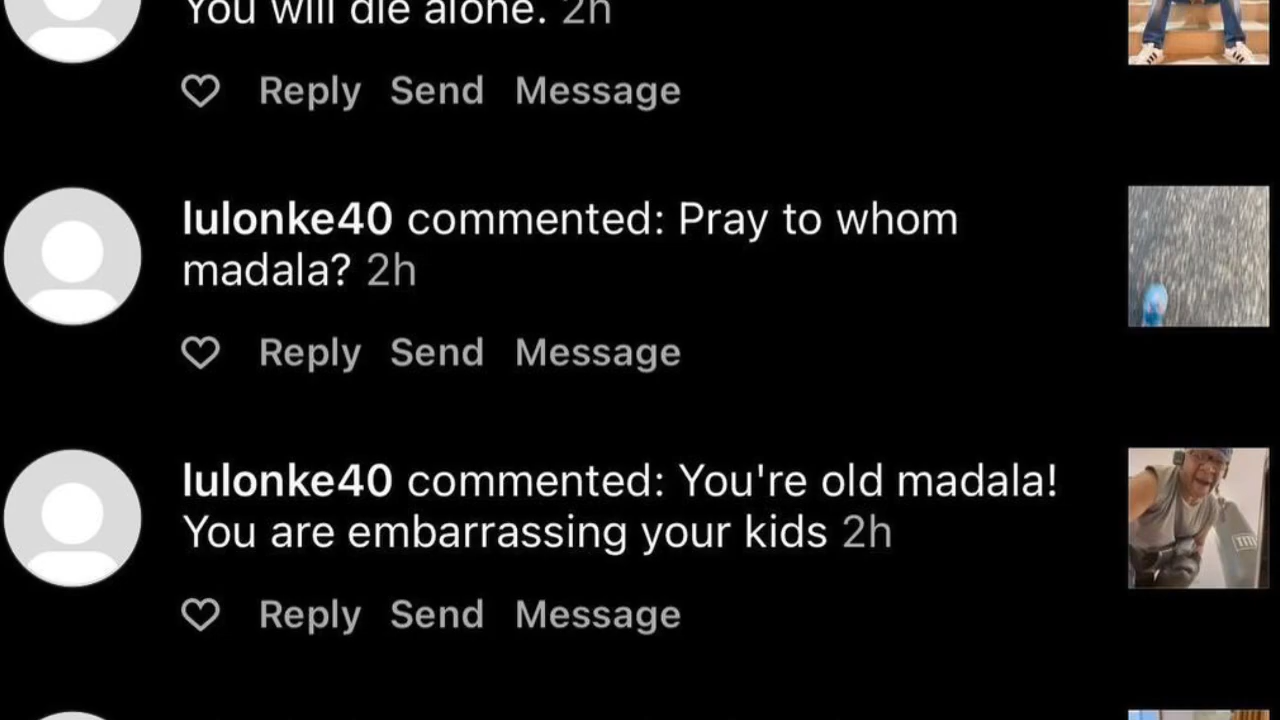 You will die alone. 2h
Reply Send Message
lulonke40 commented: Pray to whom
madala? 2h
Reply Send Message
lulonke40 commented: You're old madala!
You are embarrassing your kids 2h
Reply Send Message